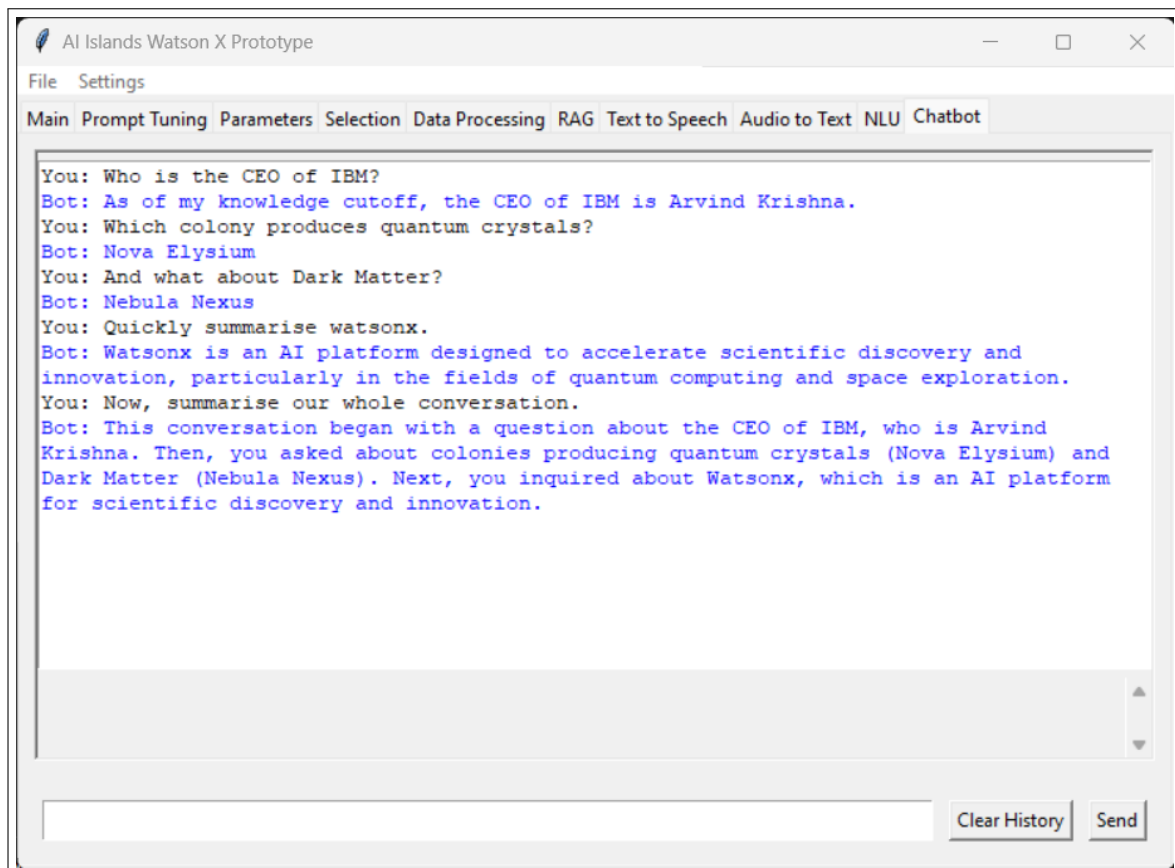 AI Islands Watson X Prototype
File Settings
Main Prompt Tuning Parameters Selection Data Processing RAG Text to Speech Audio to Text NLU Chatbot
You: Who is the CEO of IBM?
Bot: As of my knowledge cutoff, the CEO of IBM is Arvind Krishna.
You: Which colony produces quantum crystals?
Bot: Nova Elysium
You: And what about Dark Matter?
Bot: Nebula Nexus
You: Quickly summarise watsonx.
Bot: Watsonx is an AI platform designed to accelerate scientific discovery and
innovation, particularly in the fields of quantum computing and space exploration.
You: Now, summarise our whole conversation.
Bot: This conversation began with a question about the CEO of IBM, who is Arvind
Krishna. Then, you asked about colonies producing quantum crystals (Nova Elysium) and
Dark Matter (Nebula Nexus). Next, you inquired about Watsonx, which is an AI platform
for scientific discovery and innovation.
Clear History Send